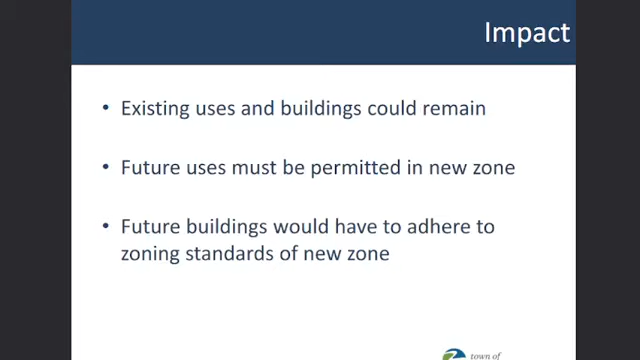 Impact
• Existing uses and buildings could remain
• Future uses must be permitted in new zone
• Future buildings would have to adhere to
zoning standards of new zone
town of